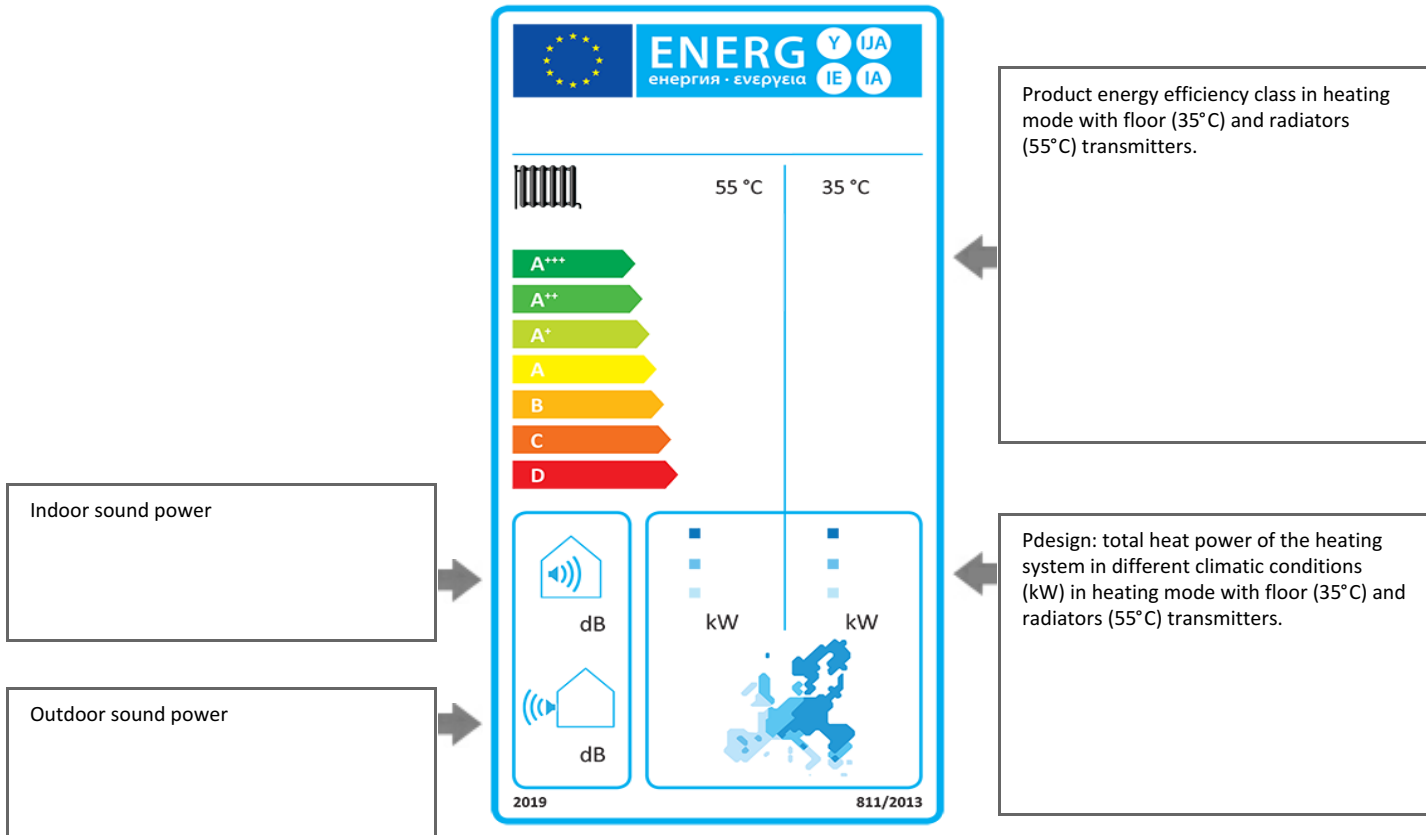 ENERG Y IJA
енергия · ενεργεια IE IA
55 °C 35 °C
A+++
A++
A+
A
B
C
D
dB
kW kW
dB
2019 811/2013
Product energy efficiency class in heating
mode with floor (35°C) and radiators
(55°C) transmitters.
Indoor sound power
Pdesign: total heat power of the heating
system in different climatic conditions
(kW) in heating mode with floor (35°C) and
radiators (55°C) transmitters.
Outdoor sound power